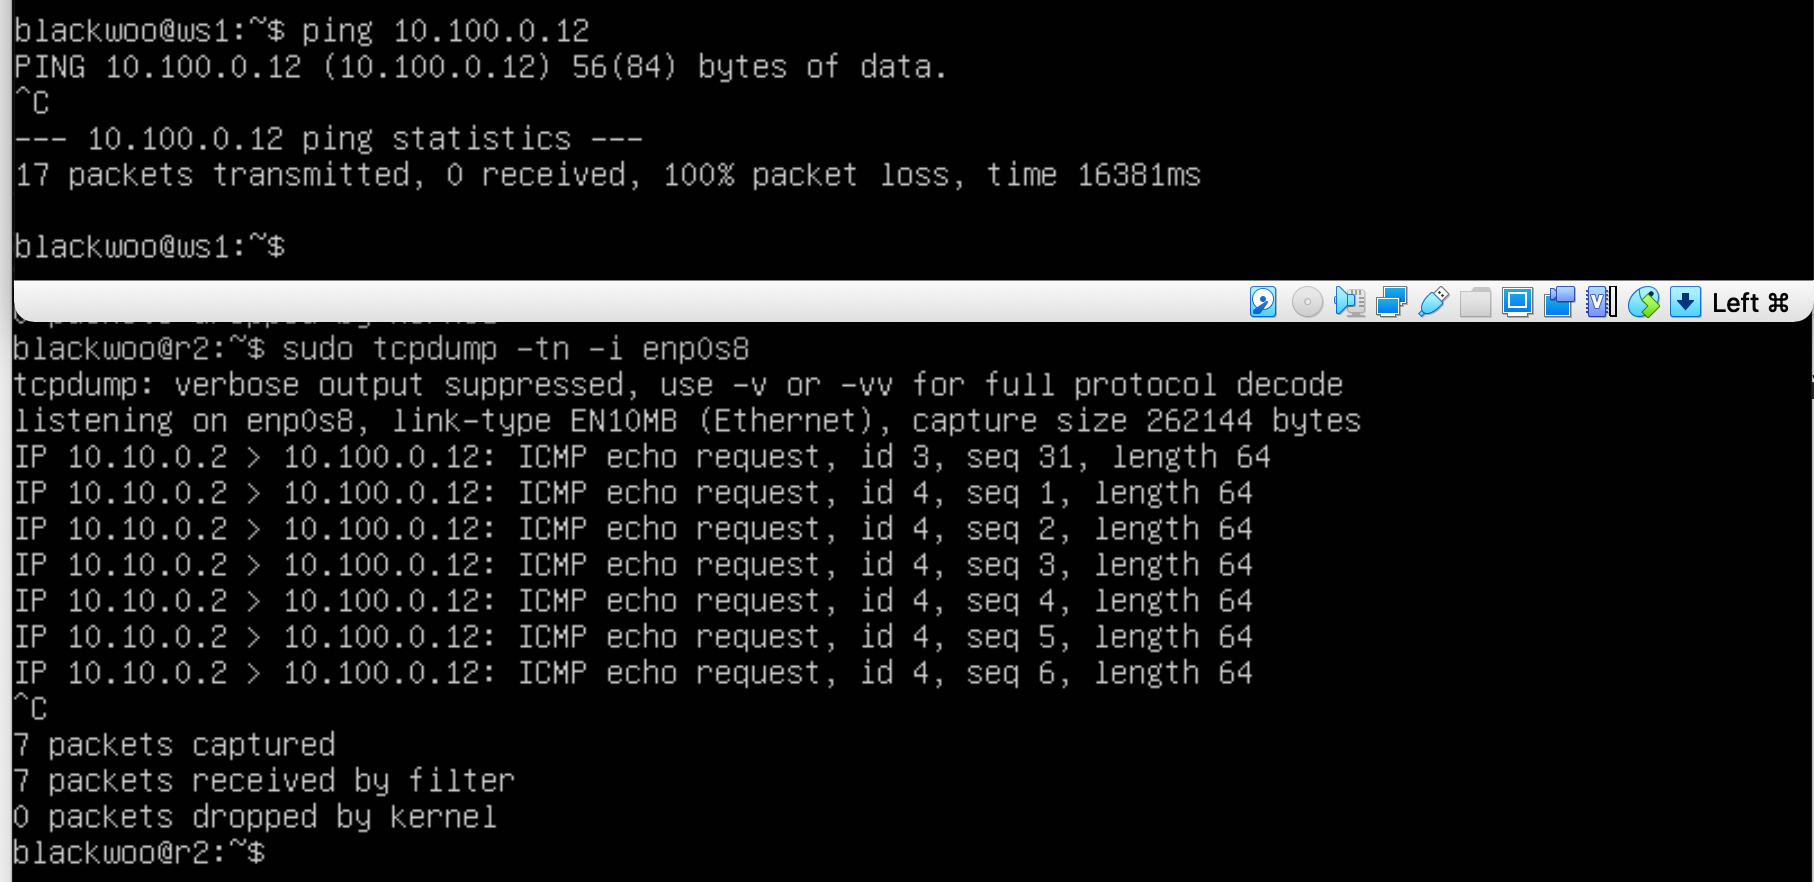 blackwoo@ws1:~$ ping 10.100.0.12
PING 10.100.0.12 (10.100.0.12) 56(84) bytes of data.
^C
--- 10.100.0.12 ping statistics ---
17 packets transmitted, 0 received, 100% packet loss, time 16381ms
blackwoo@ws1:~$
Left ⌘
blackwoo@r2:~$ sudo tcpdump -tn -i enp0s8
tcpdump: verbose output suppressed, use -v or -vv for full protocol decode
listening on enp0s8, link-type EN10MB (Ethernet), capture size 262144 bytes
IP 10.10.0.2 > 10.100.0.12: ICMP echo request, id 3, seq 31, length 64
IP 10.10.0.2 > 10.100.0.12: ICMP echo request, id 4, seq 1, length 64
IP 10.10.0.2 > 10.100.0.12: ICMP echo request, id 4, seq 2, length 64
IP 10.10.0.2 > 10.100.0.12: ICMP echo request, id 4, seq 3, length 64
IP 10.10.0.2 > 10.100.0.12: ICMP echo request, id 4, seq 4, length 64
IP 10.10.0.2 > 10.100.0.12: ICMP echo request, id 4, seq 5, length 64
IP 10.10.0.2 > 10.100.0.12: ICMP echo request, id 4, seq 6, length 64
^C
7 packets captured
7 packets received by filter
0 packets dropped by kernel
blackwoo@r2:~$